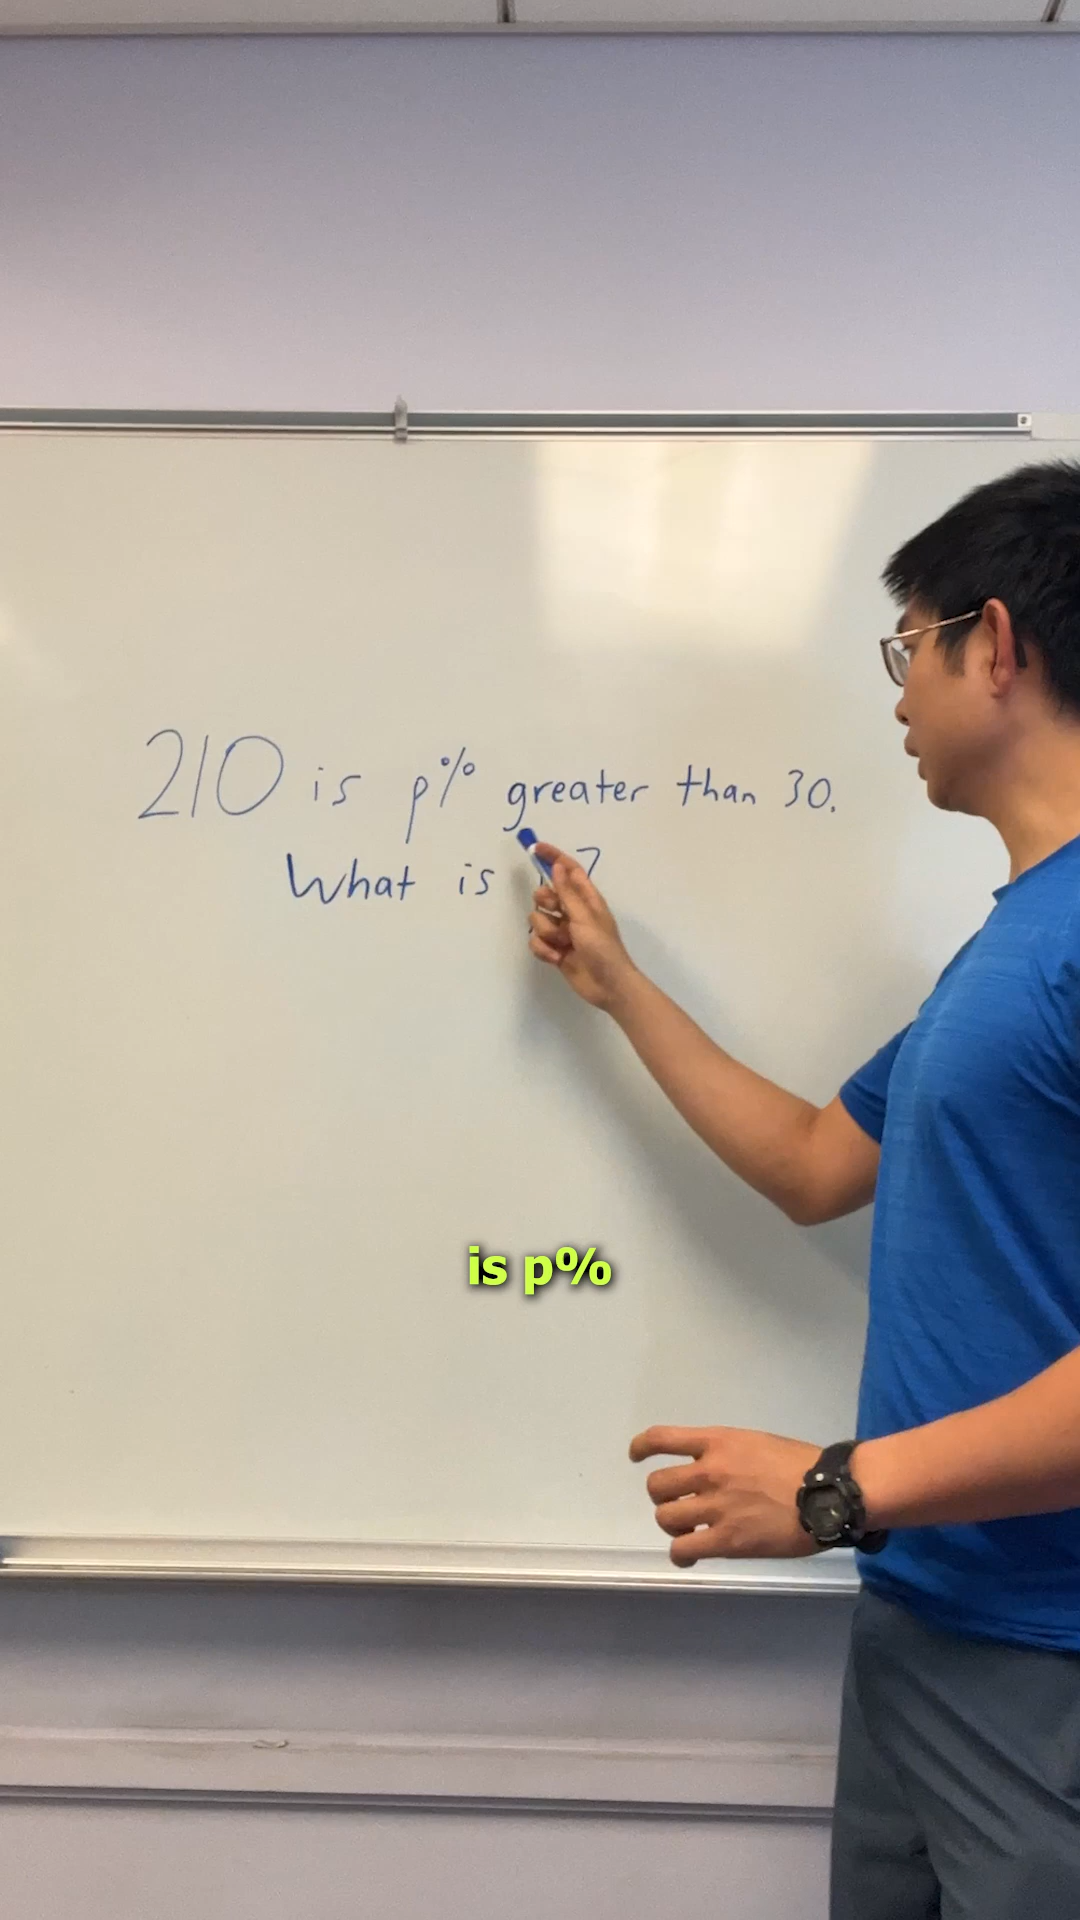 210 is p% greater than 30.
What is ?
is p%